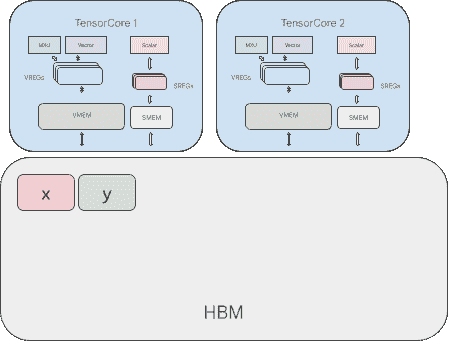 TensorCore 1
MXU
Vector
Scalar
VREGs
SREGs
VMEM
SMEM
TensorCore 2
MXU
Vector
Scalar
VREGs
SREGs
VMEM
SMEM
x
y
HBM